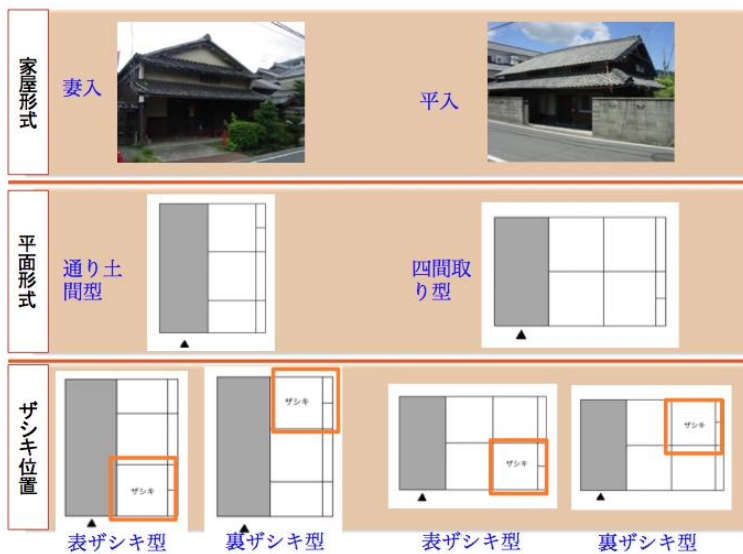 家屋形式
妻入
平入
平面形式
通り土
間型
四間取
り型
ザシキ位置
ザシキ
ザシキ
ザシキ
ザシキ
表ザシキ型
裏ザシキ型
表ザシキ型
裏ザシキ型